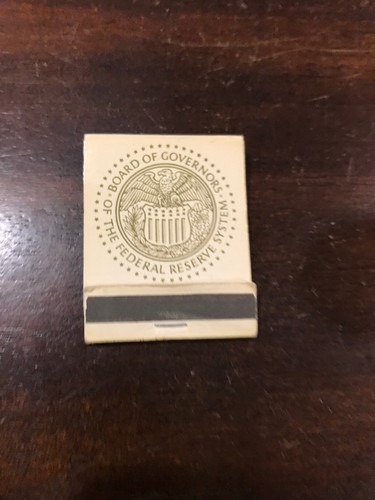 BOARD OF GOVERNORS
OF THE FEDERAL RESERVE SYSTEM